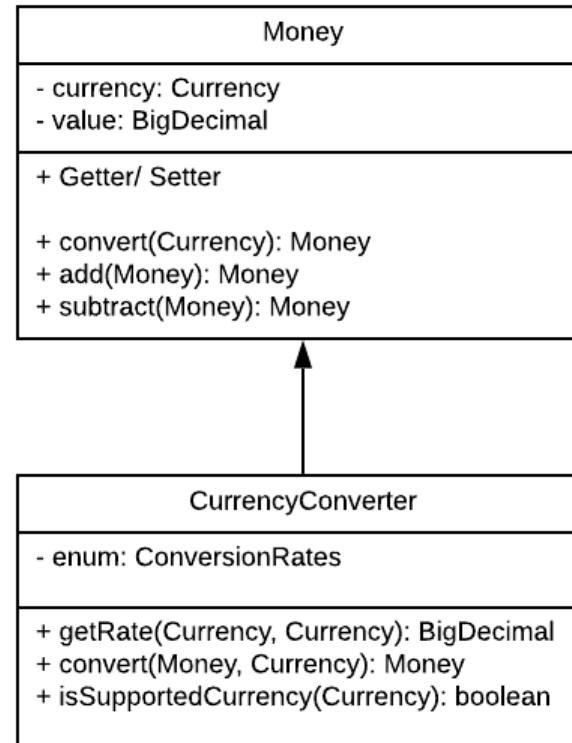 Money
- currency: Currency
- value: BigDecimal
+ Getter/ Setter
+ convert(Currency): Money
+ add(Money): Money
+ subtract(Money): Money
CurrencyConverter
- enum: ConversionRates
+ getRate(Currency, Currency): BigDecimal
+ convert(Money, Currency): Money
+ isSupportedCurrency(Currency): boolean